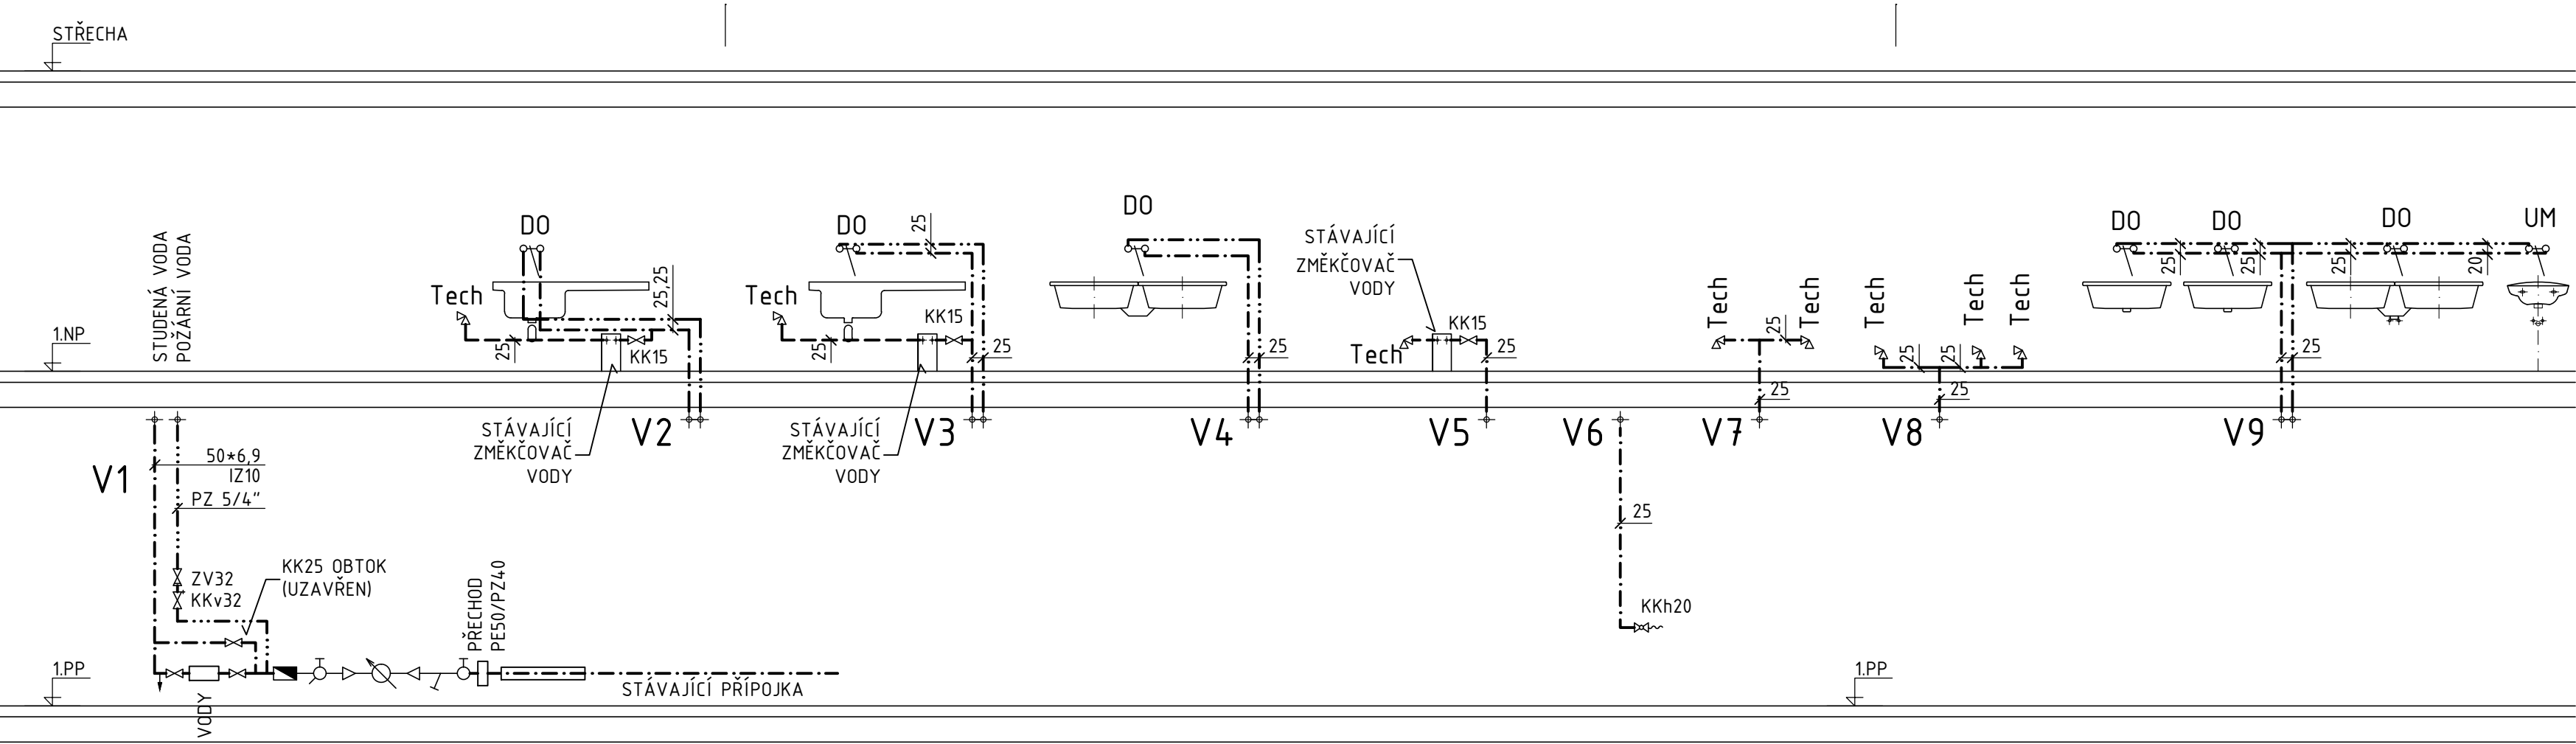 STŘECHA
1.NP
1.PP
STUDENÁ VODA
POŽÁRNÍ VODA
V1
50*6,9
IZ10
PZ 5/4"
ZV32
KKv32
KK25 OBTOK
(UZAVŘEN)
VODY
PŘECHOD
PE50/PZ40
STÁVAJÍCÍ PŘÍPOJKA
DO
Tech
25
25,25
KK15
STÁVAJÍCÍ
ZMĚKČOVAČ
VODY
V2
DO
25
Tech
25
KK15
25
STÁVAJÍCÍ
ZMĚKČOVAČ
VODY
V3
DO
25
V4
STÁVAJÍCÍ
ZMĚKČOVAČ
VODY
KK15
Tech
25
V5
V6
25
KKh20
Tech
25
Tech
25
V7
Tech
Tech
Tech
25
25
25
V8
1.PP
DO
DO
DO
UM
25
25
25
20
25
V9